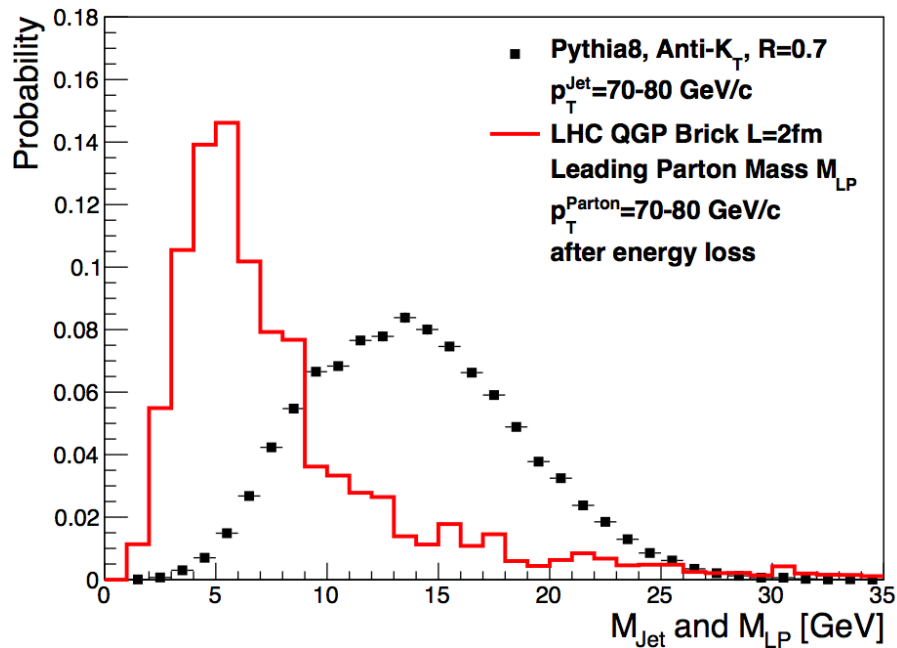 Probability
0.18
0.16
0.14
0.12
0.1
0.08
0.06
0.04
0.02
0
Pythia8, Anti-K_T, R=0.7
p_T^Jet=70-80 GeV/c
LHC QGP Brick L=2fm
Leading Parton Mass M_LP
p_T^Parton=70-80 GeV/c
after energy loss
0 5 10 15 20 25 30 35
M_Jet and M_LP [GeV]